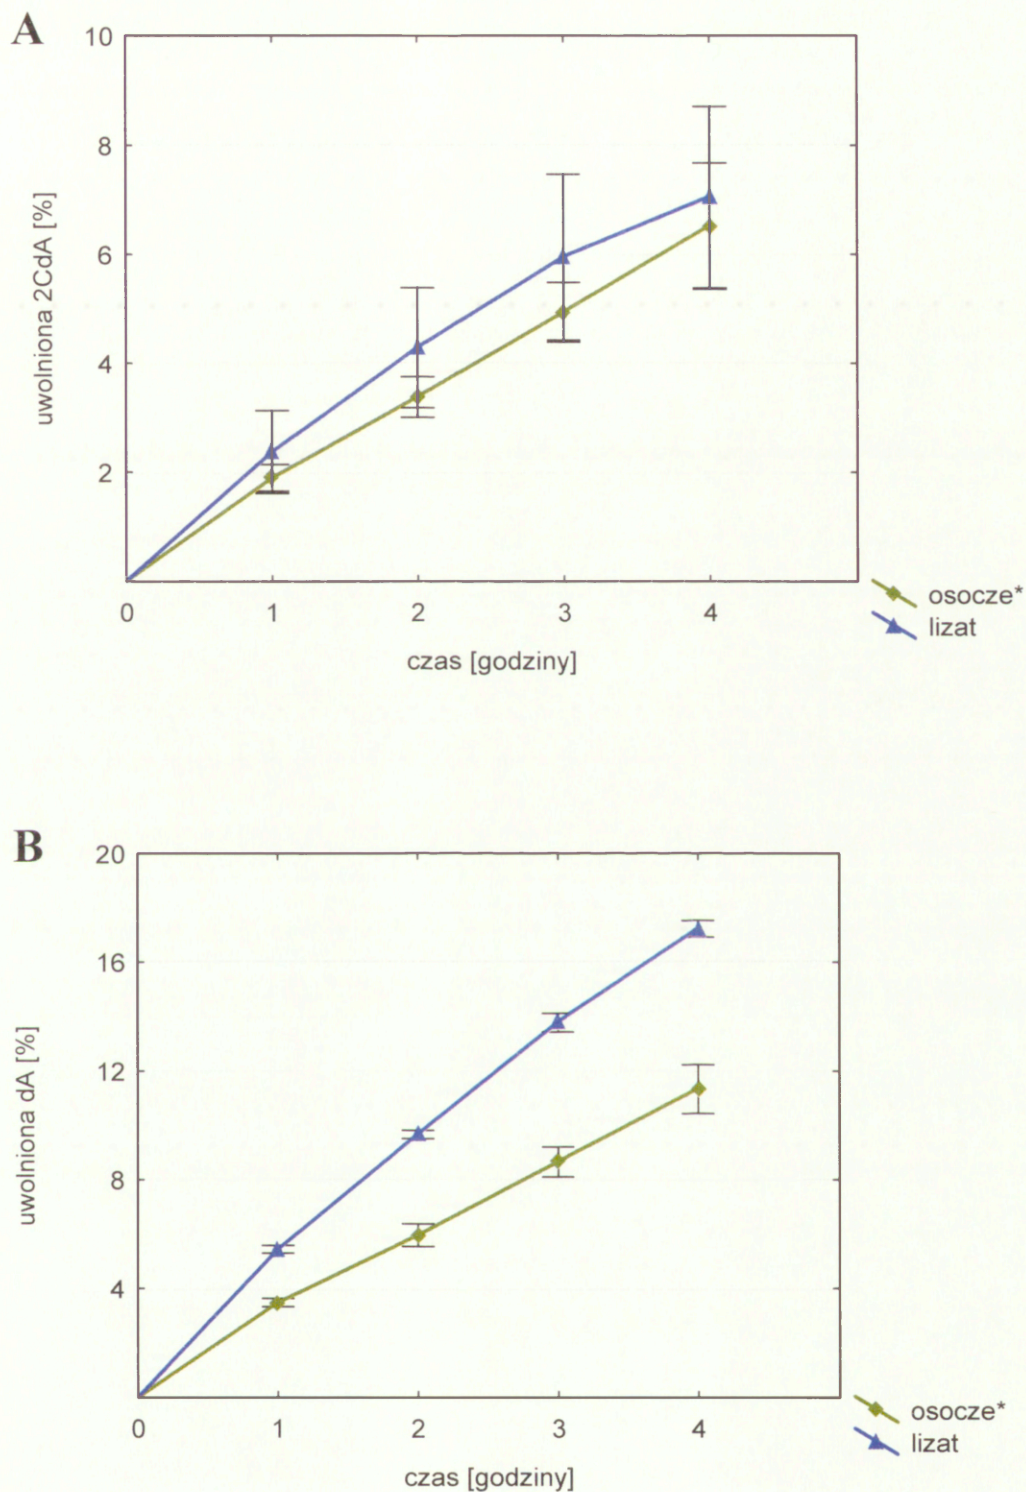 A
10
8
6
4
2
uwolniona 2CdA [%]
0 1 2 3 4
czas [godziny]
osocze*
lizat
B
20
16
12
8
4
uwolniona dA [%]
0 1 2 3 4
czas [godziny]
osocze*
lizat